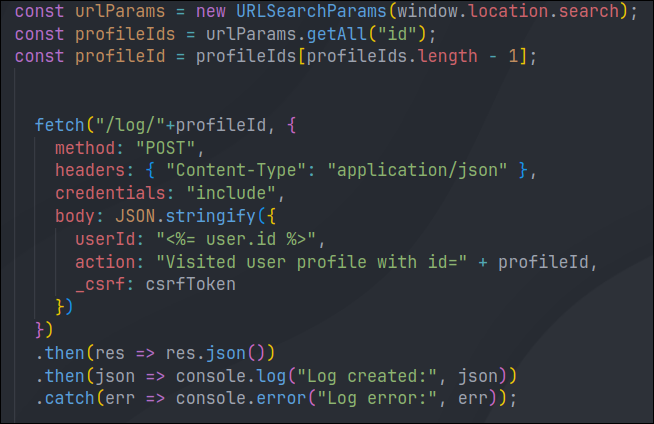 const urlParams = new URLSearchParams(window.location.search);
const profileIds = urlParams.getAll("id");
const profileId = profileIds[profileIds.length - 1];
fetch("/log/"+profileId, {
method: "POST",
headers: { "Content-Type": "application/json" },
credentials: "include",
body: JSON.stringify({
userId: "<%= user.id %>",
action: "Visited user profile with id=" + profileId,
_csrf: csrfToken
})
})
.then(res => res.json())
.then(json => console.log("Log created:", json))
.catch(err => console.error("Log error:", err));